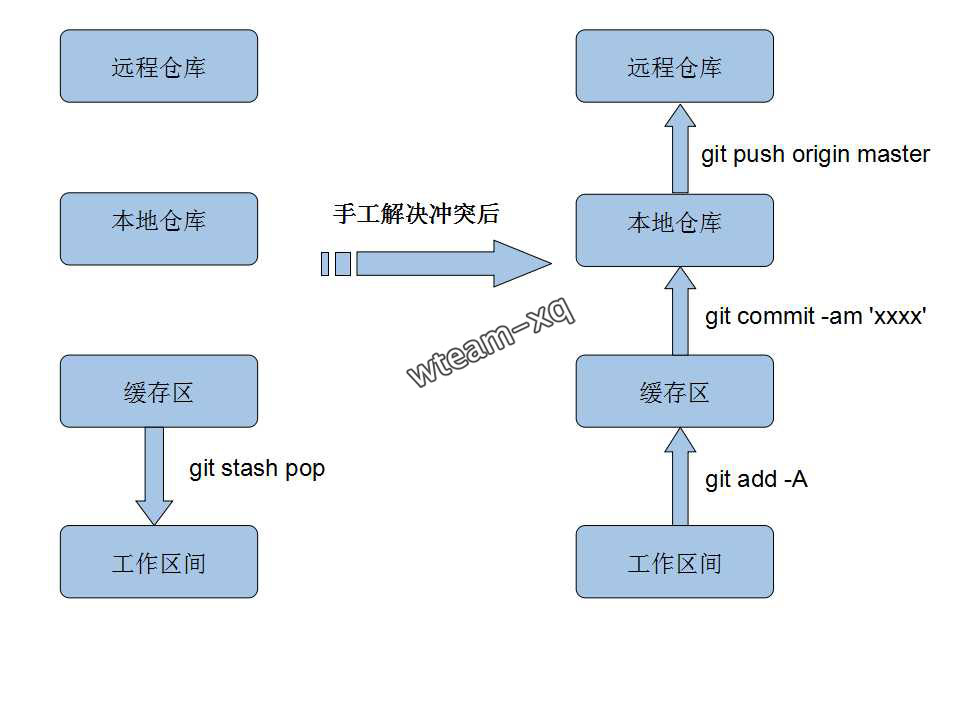 远程仓库
远程仓库
git push origin master
本地仓库
手工解决冲突后
本地仓库
wteam-xq
git commit -am 'xxxx'
缓存区
缓存区
git stash pop
git add -A
工作区间
工作区间